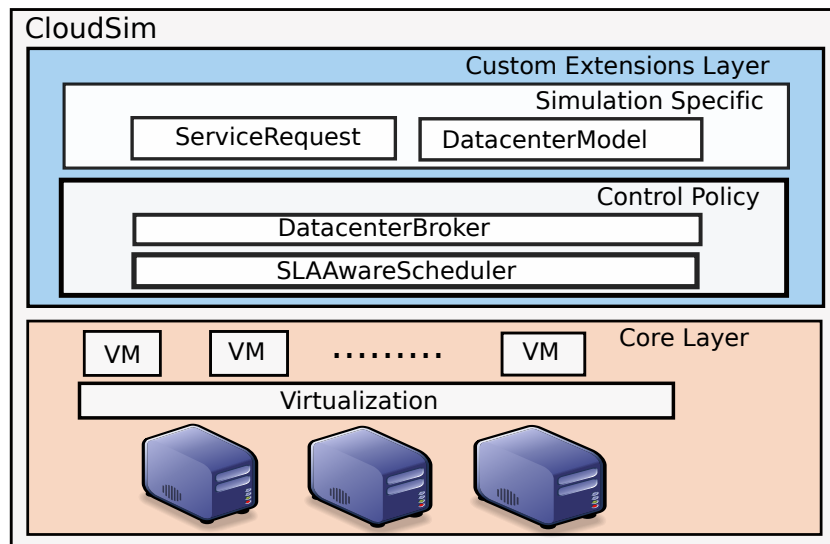 CloudSim
Custom Extensions Layer
Simulation Specific
ServiceRequest
DatacenterModel
Control Policy
DatacenterBroker
SLAAwareScheduler
Core Layer
VM
VM
.........
VM
Virtualization